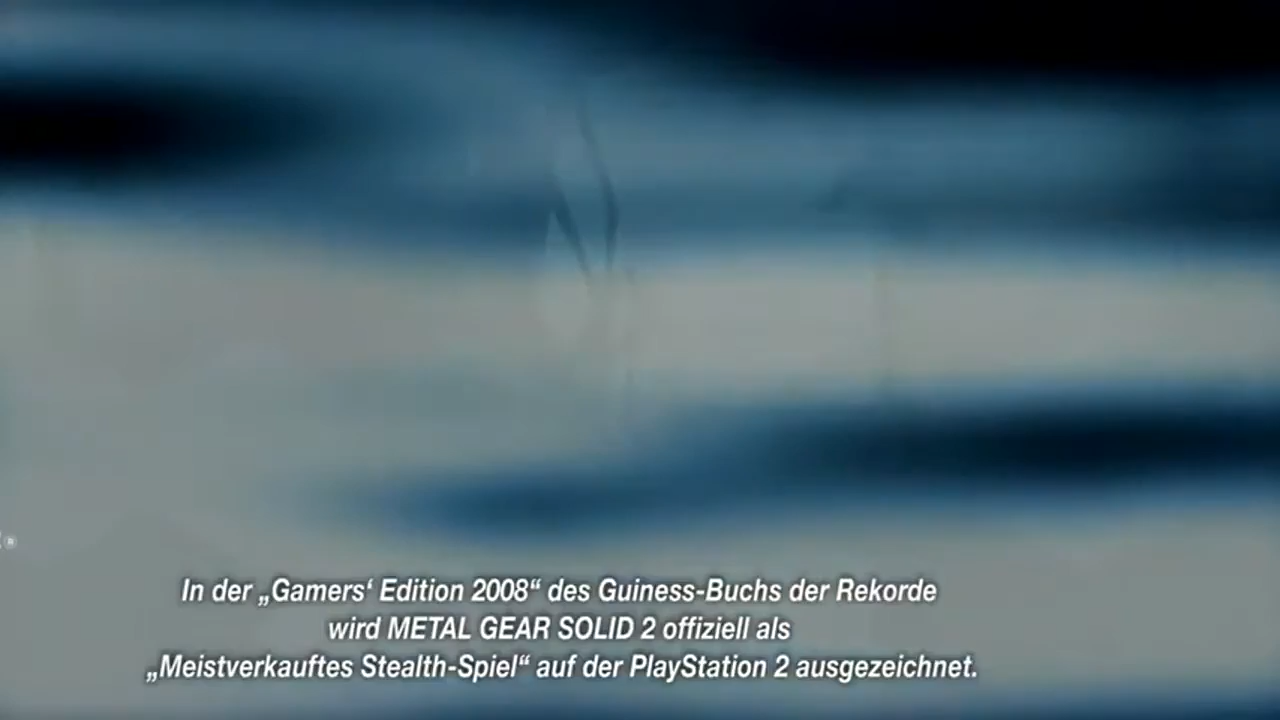 In der „Gamers‘ Edition 2008“ des Guiness-Buchs der Rekorde
wird METAL GEAR SOLID 2 offiziell als
„Meistverkauftes Stealth-Spiel“ auf der PlayStation 2 ausgezeichnet.